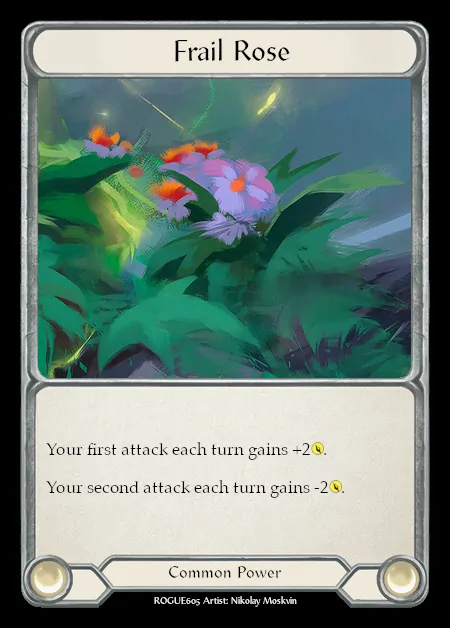 Frail Rose
Your first attack each turn gains +2.
Your second attack each turn gains -2.
Common Power
ROGUE605 Artist: Nikolay Moskvin